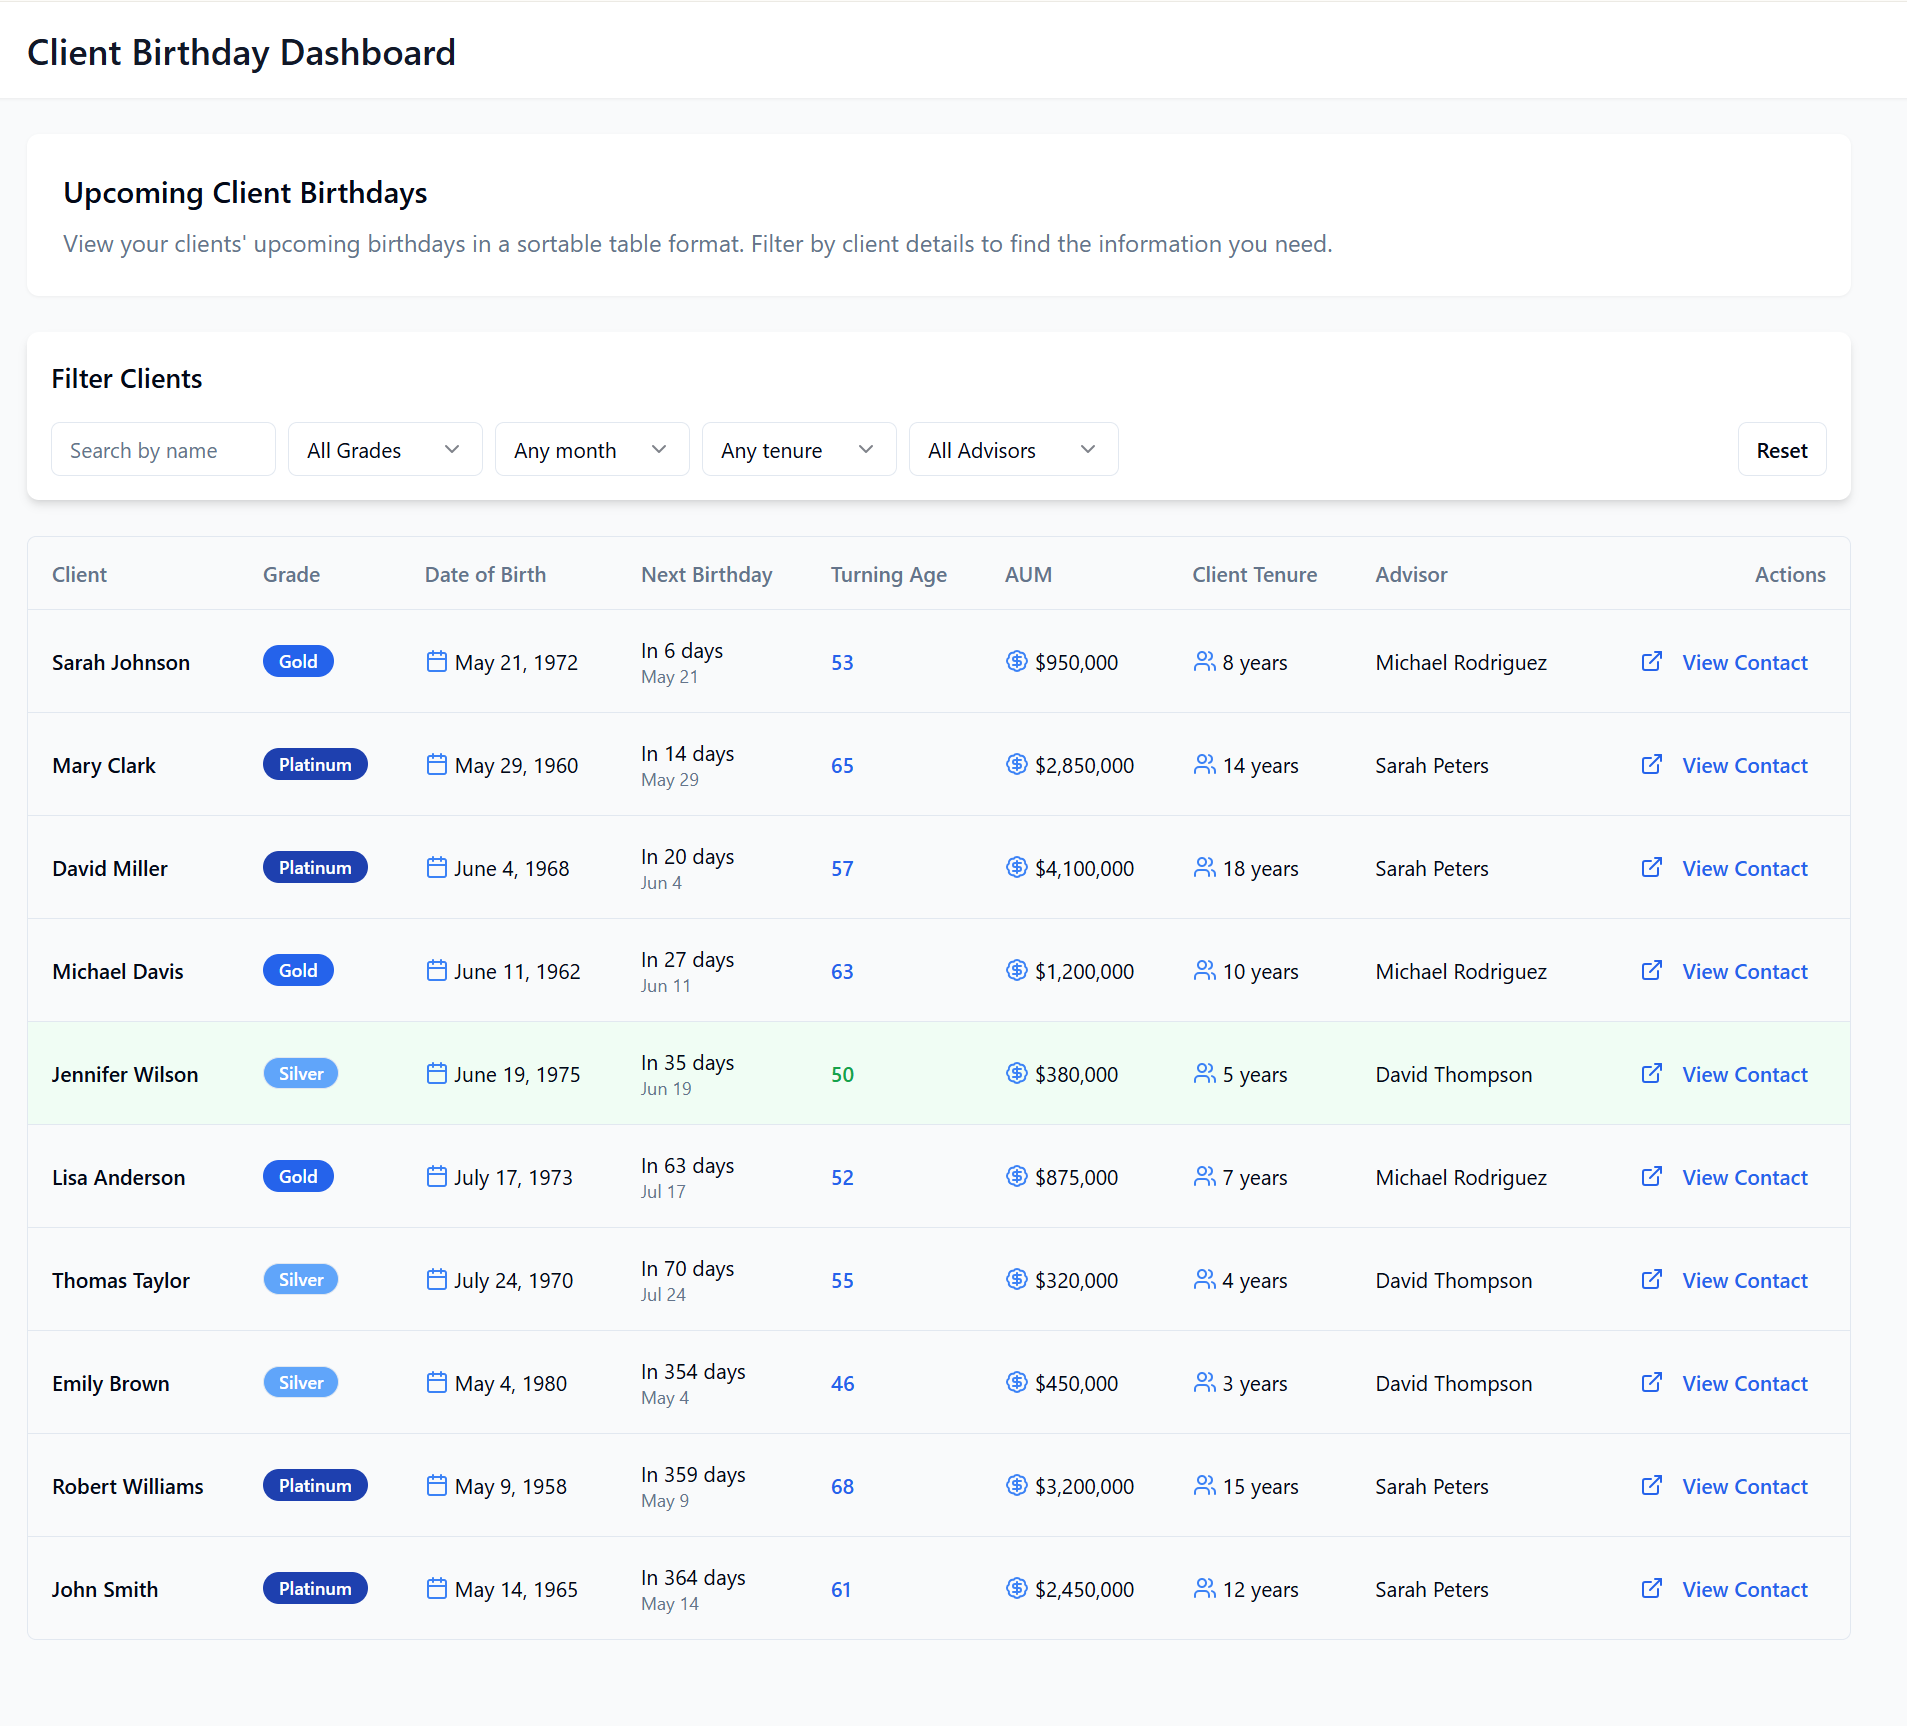 Client Birthday Dashboard
Upcoming Client Birthdays
View your clients' upcoming birthdays in a sortable table format. Filter by client details to find the information you need.
Filter Clients
Search by name All Grades Any month Any tenure All Advisors Reset
Client Grade Date of Birth Next Birthday Turning Age AUM Client Tenure Advisor Actions
Sarah Johnson Gold May 21, 1972 In 6 days 53 $950,000 8 years Michael Rodriguez View Contact
May 21
Mary Clark Platinum May 29, 1960 In 14 days 65 $2,850,000 14 years Sarah Peters View Contact
May 29
David Miller Platinum June 4, 1968 In 20 days 57 $4,100,000 18 years Sarah Peters View Contact
Jun 4
Michael Davis Gold June 11, 1962 In 27 days 63 $1,200,000 10 years Michael Rodriguez View Contact
Jun 11
Jennifer Wilson Silver June 19, 1975 In 35 days 50 $380,000 5 years David Thompson View Contact
Jun 19
Lisa Anderson Gold July 17, 1973 In 63 days 52 $875,000 7 years Michael Rodriguez View Contact
Jul 17
Thomas Taylor Silver July 24, 1970 In 70 days 55 $320,000 4 years David Thompson View Contact
Jul 24
Emily Brown Silver May 4, 1980 In 354 days 46 $450,000 3 years David Thompson View Contact
May 4
Robert Williams Platinum May 9, 1958 In 359 days 68 $3,200,000 15 years Sarah Peters View Contact
May 9
John Smith Platinum May 14, 1965 In 364 days 61 $2,450,000 12 years Sarah Peters View Contact
May 14